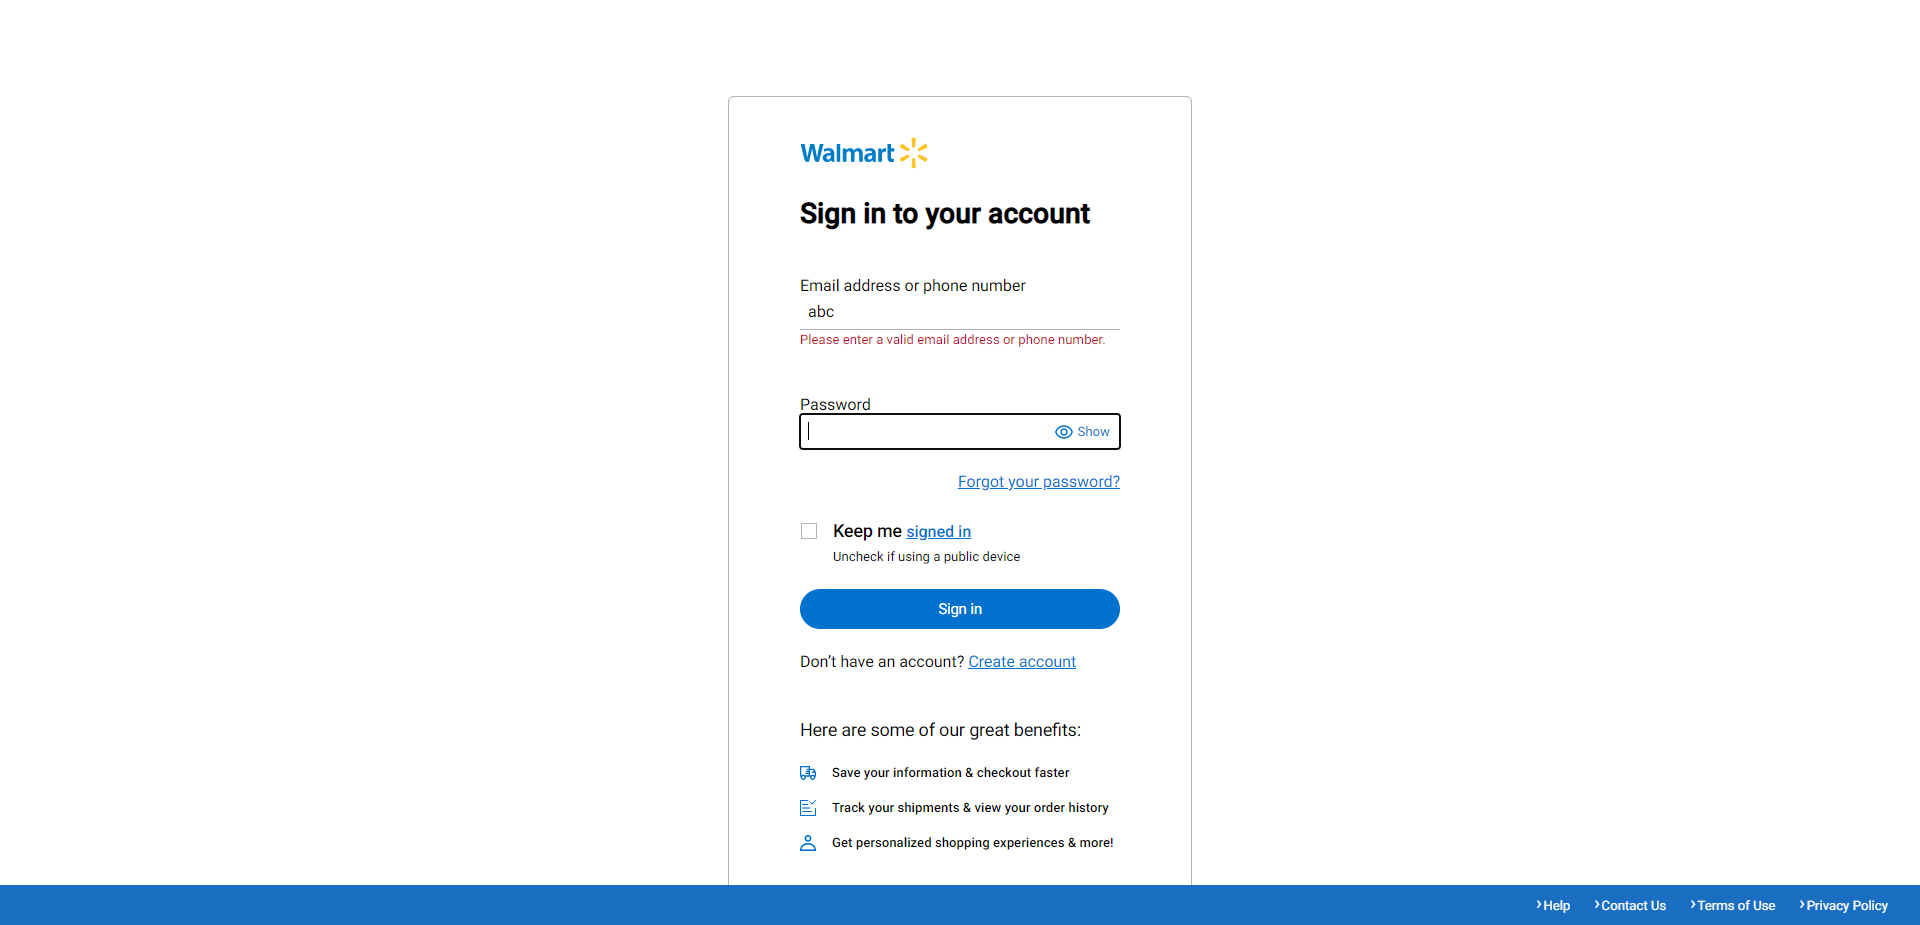 Walmart
Sign in to your account
Email address or phone number
abc
Please enter a valid email address or phone number.
Password
Show
Forgot your password?
Keep me signed in
Uncheck if using a public device
Sign in
Don’t have an account? Create account
Here are some of our great benefits:
Save your information & checkout faster
Track your shipments & view your order history
Get personalized shopping experiences & more!
Help Contact Us Terms of Use Privacy Policy